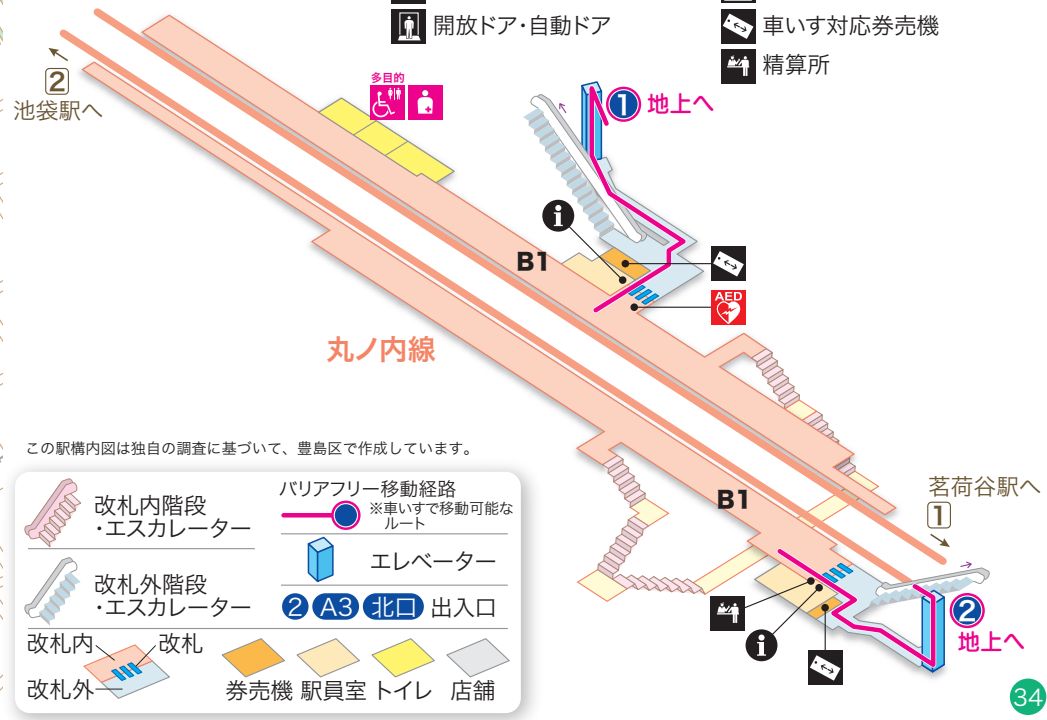 開放ドア・自動ドア
車いす対応券売機
精算所
2
池袋駅へ
多目的
1
地上へ
i
B1
AED
丸ノ内線
この駅構内図は独自の調査に基づいて、豊島区で作成しています。
B1
茗荷谷駅へ
1
2
地上へ
i
改札内階段
・エスカレーター
改札外階段
・エスカレーター
改札内
改札
改札外
バリアフリー移動経路
※車いすで移動可能な
ルート
エレベーター
2 A3 北口 出入口
券売機 駅員室 トイレ 店舗
34